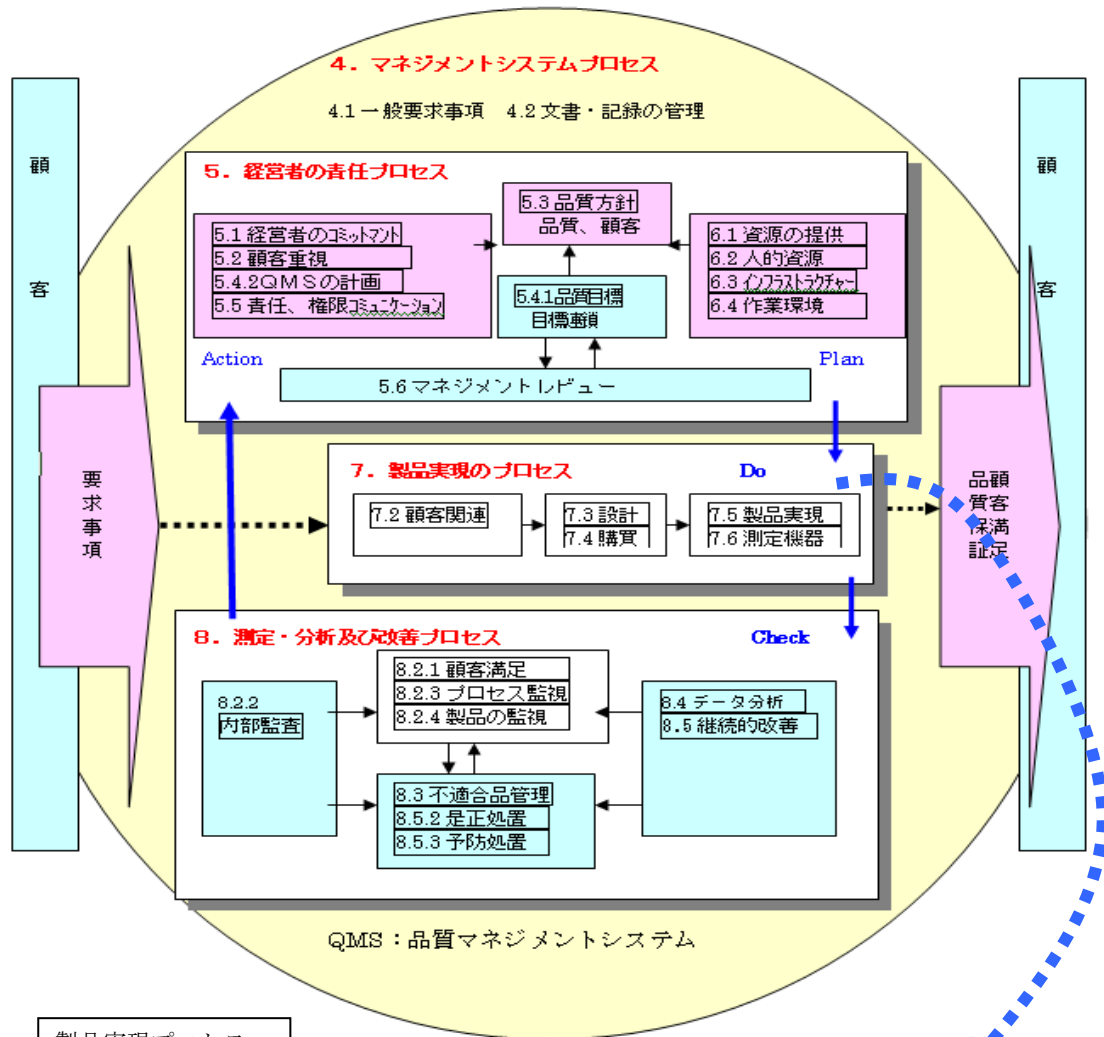 4．マネジメントシステムプロセス
4.1 一般要求事項　4.2 文書・記録の管理
顧
客
顧
客
5．経営者の責任プロセス
5.3 品質方針
品質、顧客
5.1 経営者のｺﾐｯﾄﾏﾝﾄ
5.2 顧客重視
5.4.2ＱＭＳの計画
5.5 責任、権限ｺﾐｭﾆｹｰｼｮﾝ
5.4.1品質目標
目標連鎖
6.1 資源の提供
6.2 人的資源
6.3 ｲﾝﾌﾗｽﾄﾗｸﾁｬｰ
6.4 作業環境
Action
Plan
5.6 マネジメントレビュー
要
求
事
項
7．製品実現のプロセス
Do
7.2 顧客関連
7.3 設計
7.4 購買
7.5 製品実現
7.6 測定機器
顧客満足
品質保証
8．測定・分析及び改善プロセス
Check
8.2.1 顧客満足
8.2.3 プロセス監視
8.2.4 製品の監視
8.2.2
内部監査
8.4 データ分析
8.5 継続的改善
8.3 不適合品管理
8.5.2 是正処置
8.5.3 予防処置
QMS：品質マネジメントシステム